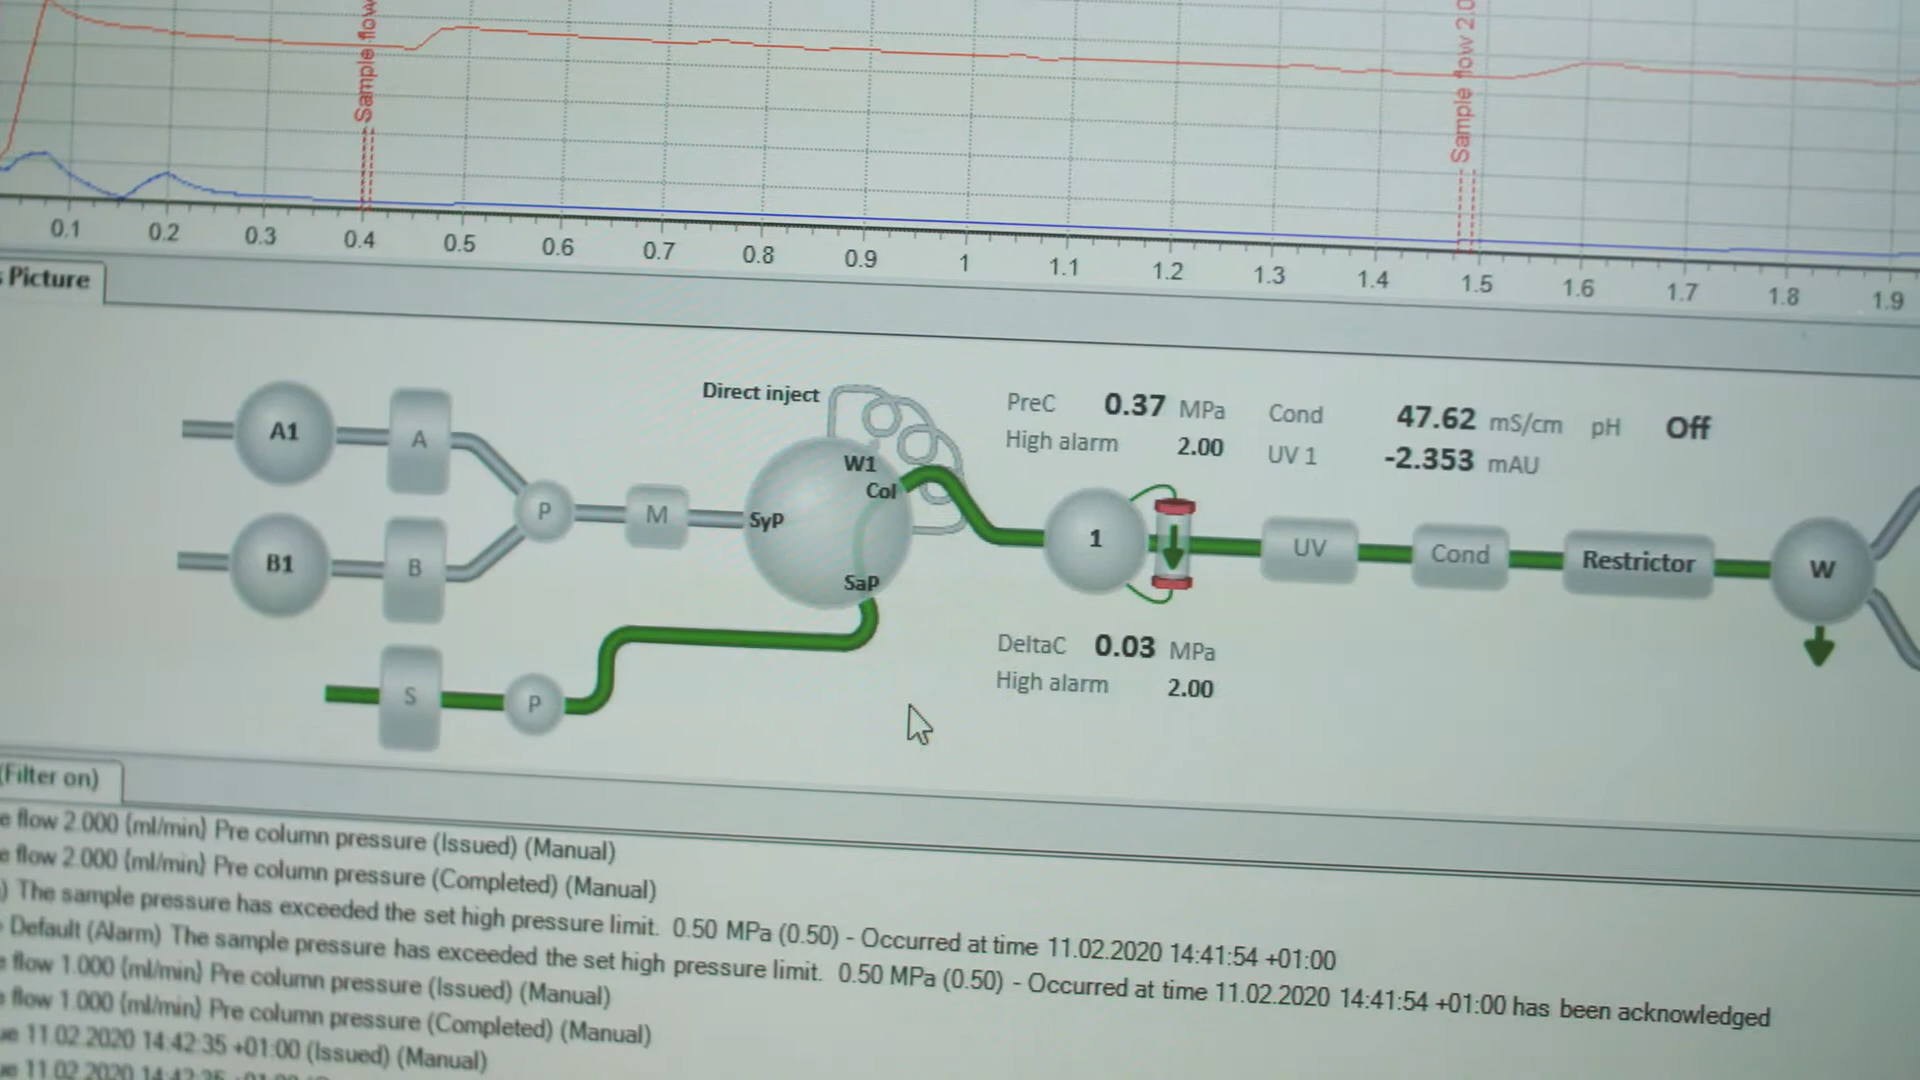 Sample flow
Sample flow 2.0
0.1 0.2 0.3 0.4 0.5 0.6 0.7 0.8 0.9 1 1.1 1.2 1.3 1.4 1.5 1.6 1.7 1.8 1.9
Picture
Direct inject
PreC 0.37 MPa Cond 47.62 mS/cm pH Off
High alarm 2.00 UV 1 -2.353 mAU
A1 A
W1
Col
P M SyP
1 UV Cond Restrictor W
B1 B
SaP
S P
DeltaC 0.03 MPa
High alarm 2.00
(Filter on)
e flow 2.000 {ml/min} Pre column pressure (Issued) (Manual)
e flow 2.000 {ml/min} Pre column pressure (Completed) (Manual)
) The sample pressure has exceeded the set high pressure limit. 0.50 MPa (0.50) - Occurred at time 11.02.2020 14:41:54 +01:00
Default (Alarm) The sample pressure has exceeded the set high pressure limit. 0.50 MPa (0.50) - Occurred at time 11.02.2020 14:41:54 +01:00 has been acknowledged
e flow 1.000 {ml/min} Pre column pressure (Issued) (Manual)
e flow 1.000 {ml/min} Pre column pressure (Completed) (Manual)
ue 11.02.2020 14:42:35 +01:00 (Issued) (Manual)
ue 11.02.2020 14:42:35